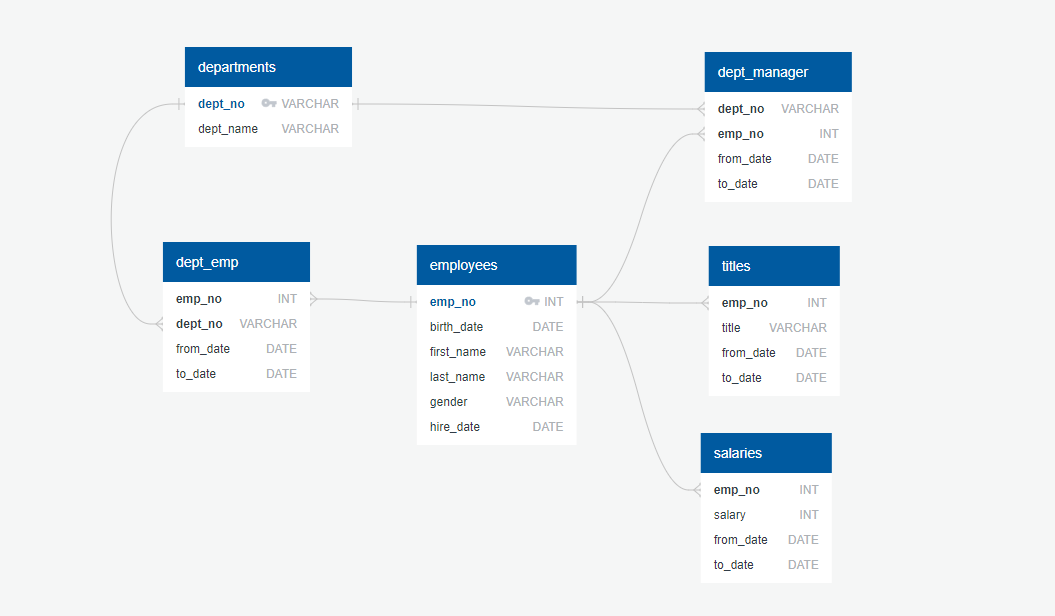 departments
dept_no VARCHAR
dept_name VARCHAR
dept_manager
dept_no VARCHAR
emp_no INT
from_date DATE
to_date DATE
dept_emp
emp_no INT
dept_no VARCHAR
from_date DATE
to_date DATE
employees
emp_no INT
birth_date DATE
first_name VARCHAR
last_name VARCHAR
gender VARCHAR
hire_date DATE
titles
emp_no INT
title VARCHAR
from_date DATE
to_date DATE
salaries
emp_no INT
salary INT
from_date DATE
to_date DATE